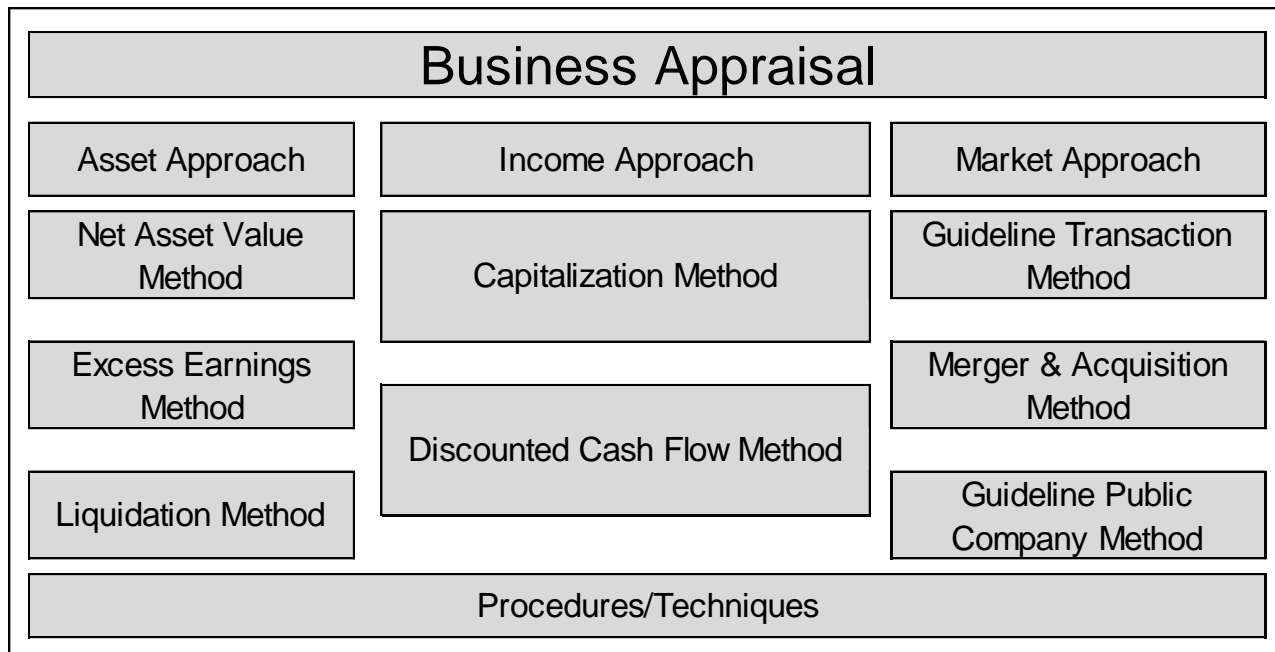 Business Appraisal
Asset Approach
Income Approach
Market Approach
Net Asset Value
Method
Capitalization Method
Guideline Transaction
Method
Excess Earnings
Method
Discounted Cash Flow Method
Merger & Acquisition
Method
Liquidation Method
Guideline Public
Company Method
Procedures/Techniques